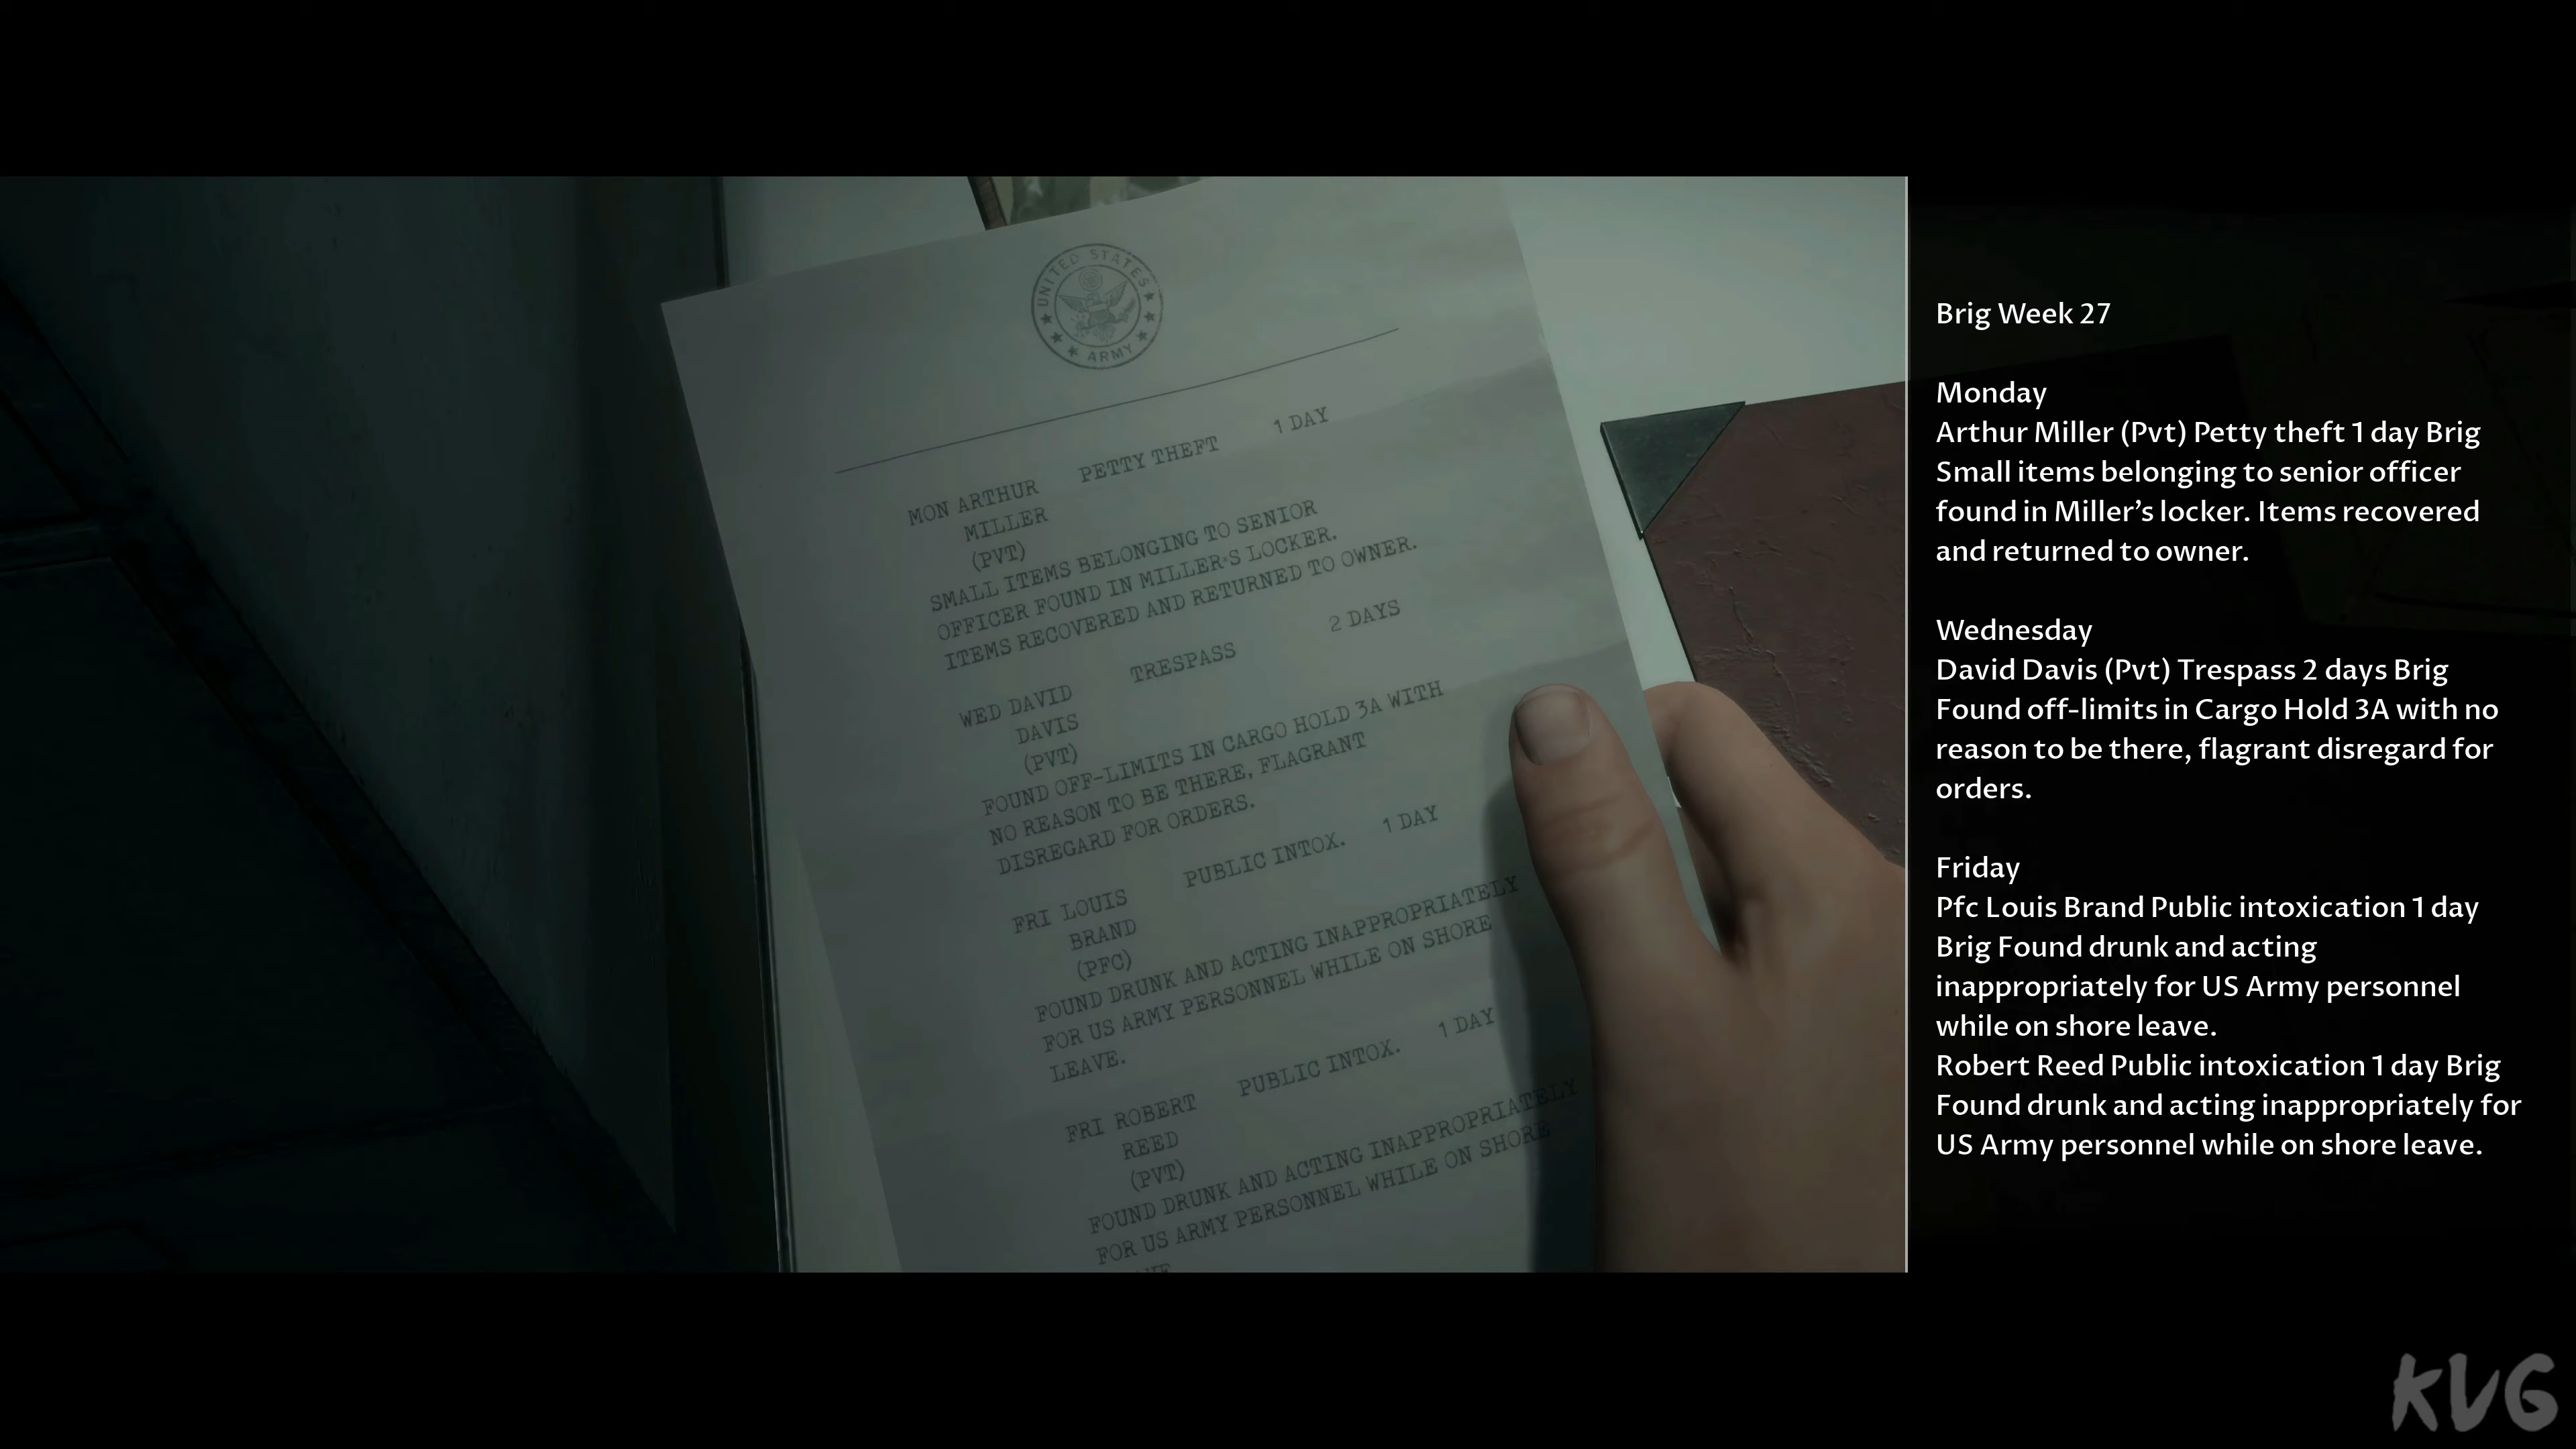 UNITED STATES
ARMY
MON ARTHUR PETTY THEFT 1 DAY
MILLER
(PVT)
SMALL ITEMS BELONGING TO SENIOR
OFFICER FOUND IN MILLER'S LOCKER.
ITEMS RECOVERED AND RETURNED TO OWNER.
WED DAVID TRESPASS 2 DAYS
DAVIS
(PVT)
FOUND OFF-LIMITS IN CARGO HOLD 3A WITH
NO REASON TO BE THERE, FLAGRANT
DISREGARD FOR ORDERS.
FRI LOUIS PUBLIC INTOX. 1 DAY
BRAND
(PFC)
FOUND DRUNK AND ACTING INAPPROPRIATELY
FOR US ARMY PERSONNEL WHILE ON SHORE
LEAVE.
FRI ROBERT PUBLIC INTOX. 1 DAY
REED
(PVT)
FOUND DRUNK AND ACTING INAPPROPRIATELY
FOR US ARMY PERSONNEL WHILE ON SHORE
Brig Week 27
Monday
Arthur Miller (Pvt) Petty theft 1 day Brig
Small items belonging to senior officer
found in Miller’s locker. Items recovered
and returned to owner.
Wednesday
David Davis (Pvt) Trespass 2 days Brig
Found off-limits in Cargo Hold 3A with no
reason to be there, flagrant disregard for
orders.
Friday
Pfc Louis Brand Public intoxication 1 day
Brig Found drunk and acting
inappropriately for US Army personnel
while on shore leave.
Robert Reed Public intoxication 1 day Brig
Found drunk and acting inappropriately for
US Army personnel while on shore leave.
KVG